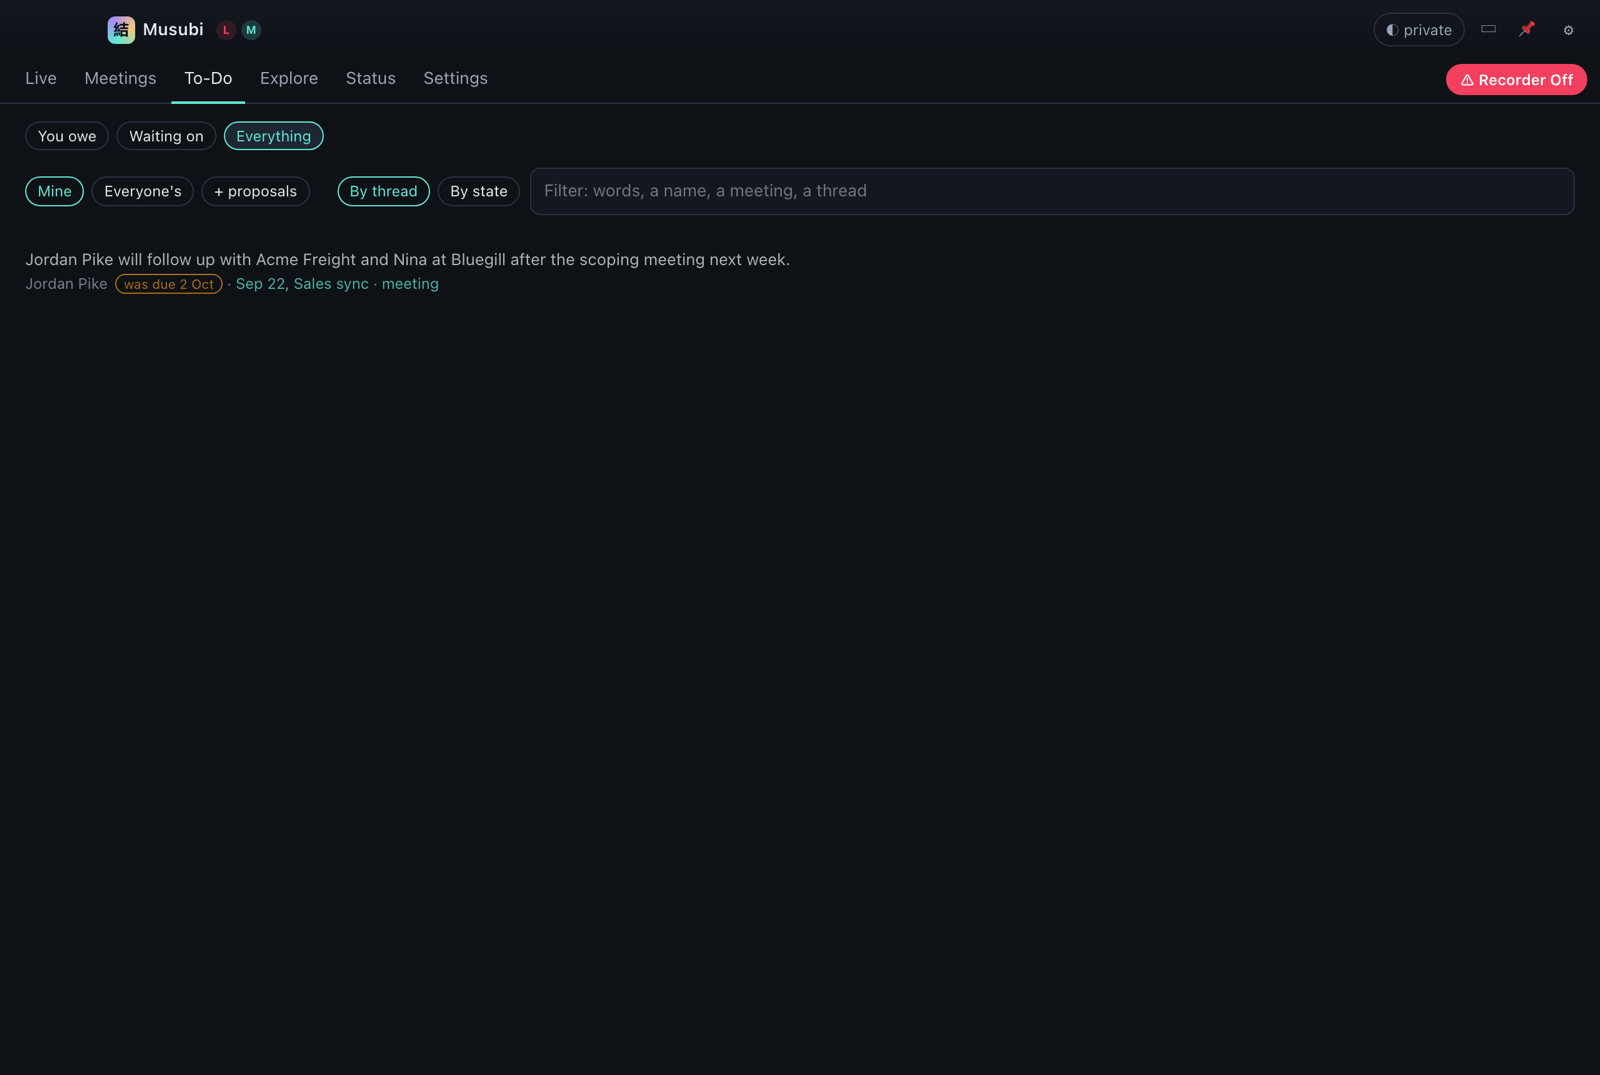 結 Musubi L M
private
Live Meetings To-Do Explore Status Settings
Recorder Off
You owe Waiting on Everything
Mine Everyone's + proposals By thread By state Filter: words, a name, a meeting, a thread
Jordan Pike will follow up with Acme Freight and Nina at Bluegill after the scoping meeting next week.
Jordan Pike was due 2 Oct · Sep 22, Sales sync · meeting